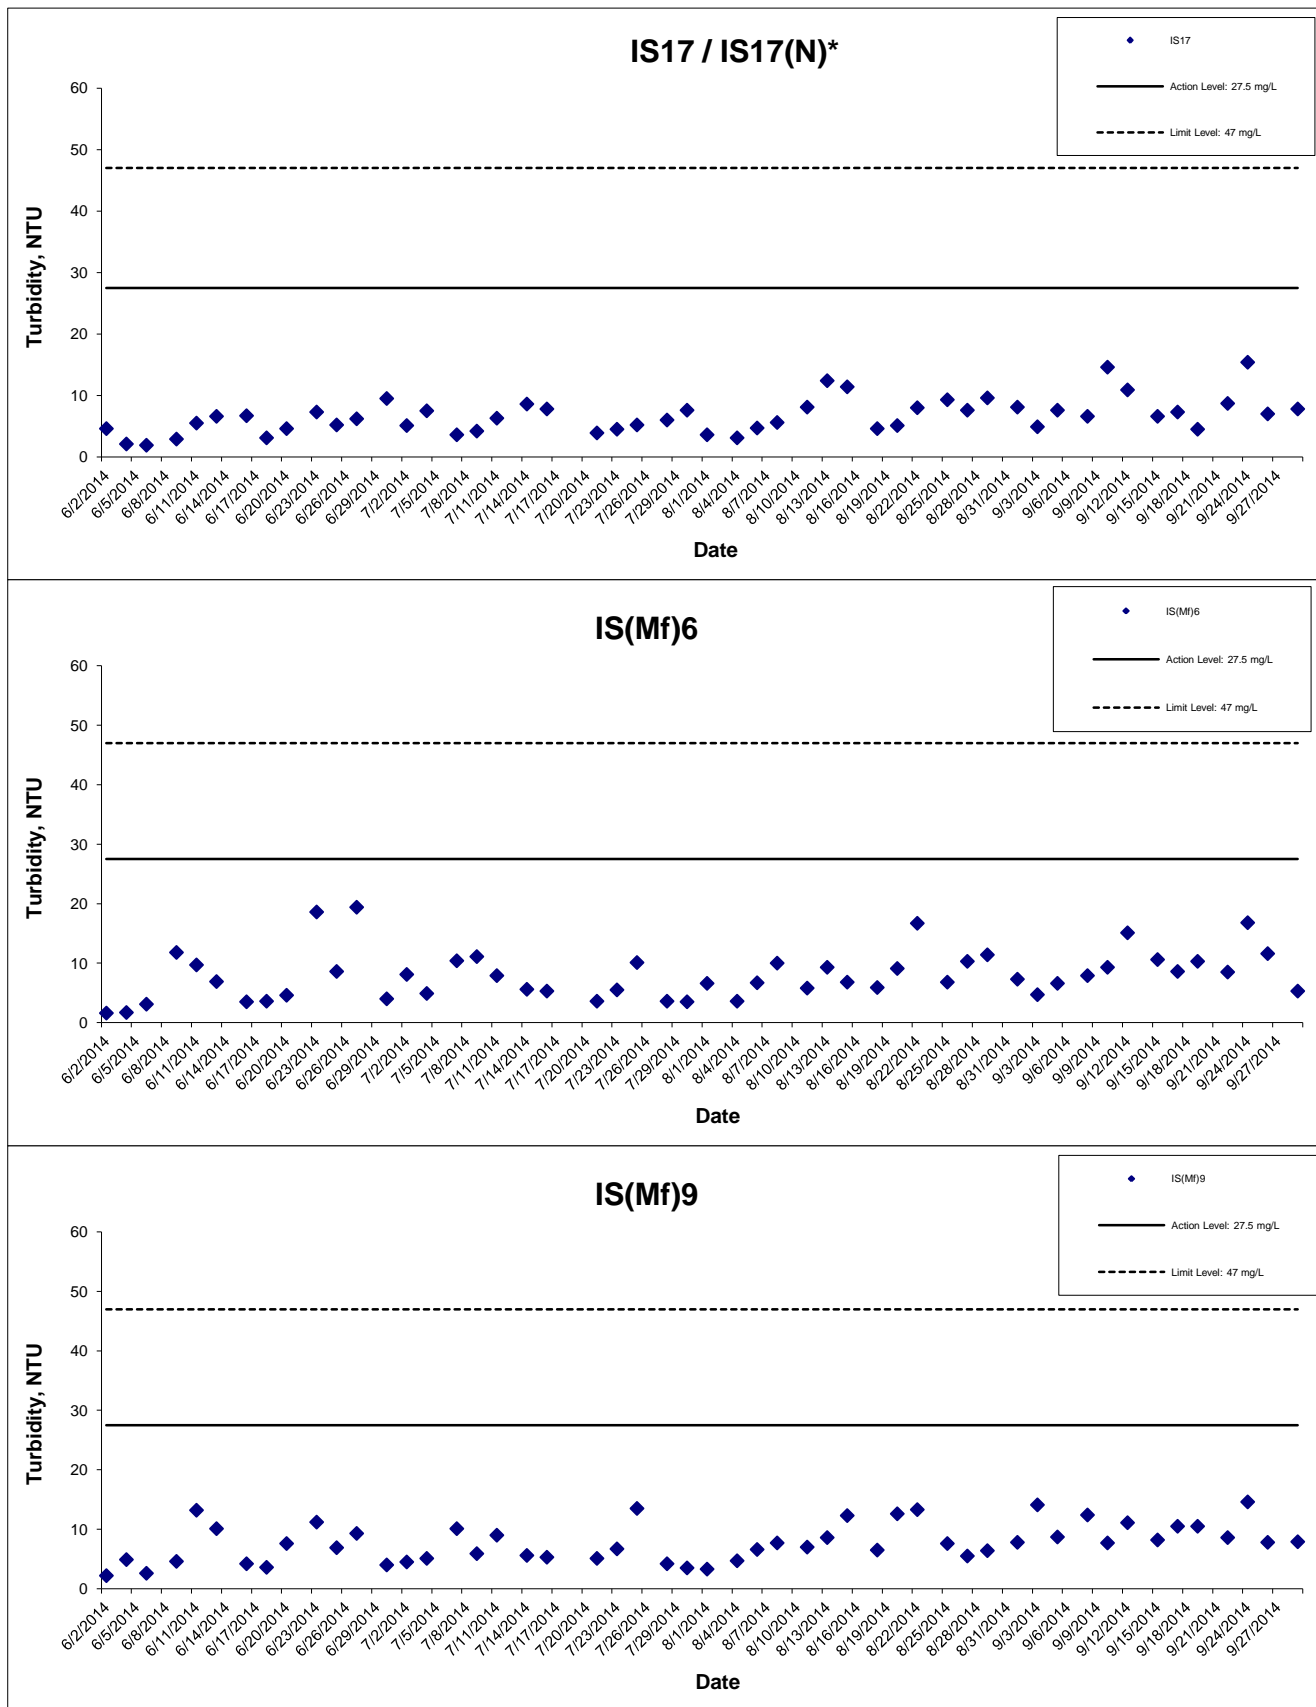 IS17 / IS17(N)*
IS17
Action Level: 27.5 mg/L
Limit Level: 47 mg/L
60
50
40
30
20
10
0
Turbidity, NTU
6/2/2014 6/5/2014 6/8/2014 6/11/2014 6/14/2014 6/17/2014 6/20/2014 6/23/2014 6/26/2014 6/29/2014 7/2/2014 7/5/2014 7/8/2014 7/11/2014 7/14/2014 7/17/2014 7/20/2014 7/23/2014 7/26/2014 7/29/2014 8/1/2014 8/4/2014 8/7/2014 8/10/2014 8/13/2014 8/16/2014 8/19/2014 8/22/2014 8/25/2014 8/28/2014 8/31/2014 9/3/2014 9/6/2014 9/9/2014 9/12/2014 9/15/2014 9/18/2014 9/21/2014 9/24/2014 9/27/2014
Date
IS(Mf)6
IS(Mf)6
Action Level: 27.5 mg/L
Limit Level: 47 mg/L
60
50
40
30
20
10
0
Turbidity, NTU
6/2/2014 6/5/2014 6/8/2014 6/11/2014 6/14/2014 6/17/2014 6/20/2014 6/23/2014 6/26/2014 6/29/2014 7/2/2014 7/5/2014 7/8/2014 7/11/2014 7/14/2014 7/17/2014 7/20/2014 7/23/2014 7/26/2014 7/29/2014 8/1/2014 8/4/2014 8/7/2014 8/10/2014 8/13/2014 8/16/2014 8/19/2014 8/22/2014 8/25/2014 8/28/2014 8/31/2014 9/3/2014 9/6/2014 9/9/2014 9/12/2014 9/15/2014 9/18/2014 9/21/2014 9/24/2014 9/27/2014
Date
IS(Mf)9
IS(Mf)9
Action Level: 27.5 mg/L
Limit Level: 47 mg/L
60
50
40
30
20
10
0
Turbidity, NTU
6/2/2014 6/5/2014 6/8/2014 6/11/2014 6/14/2014 6/17/2014 6/20/2014 6/23/2014 6/26/2014 6/29/2014 7/2/2014 7/5/2014 7/8/2014 7/11/2014 7/14/2014 7/17/2014 7/20/2014 7/23/2014 7/26/2014 7/29/2014 8/1/2014 8/4/2014 8/7/2014 8/10/2014 8/13/2014 8/16/2014 8/19/2014 8/22/2014 8/25/2014 8/28/2014 8/31/2014 9/3/2014 9/6/2014 9/9/2014 9/12/2014 9/15/2014 9/18/2014 9/21/2014 9/24/2014 9/27/2014
Date